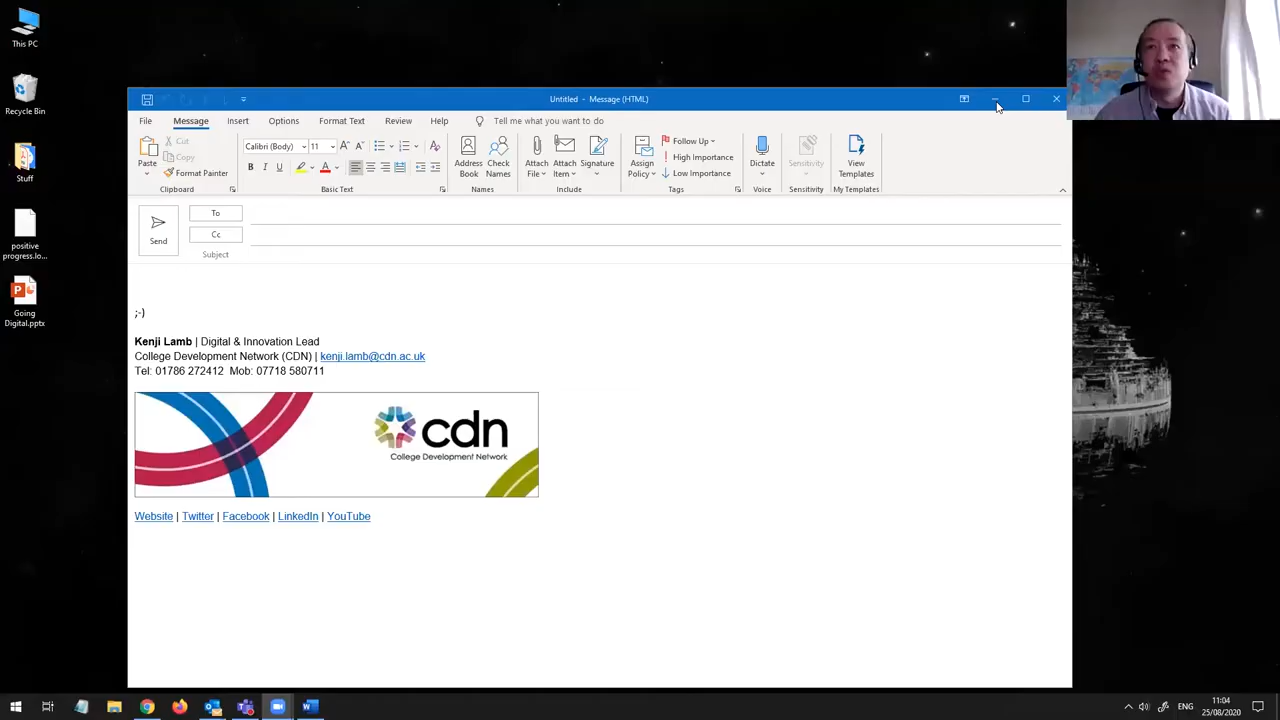 This PC
Recycle Bin
Stuff
positive
progress.lo...
Going
Digital.pptx
Untitled - Message (HTML)
File Message Insert Options Format Text Review Help Tell me what you want to do
Paste
Cut
Copy
Format Painter
Clipboard
Calibri (Body) 11
B I U A
Basic Text
Address
Book
Check
Names
Names
Attach
File
Attach
Item
Signature
Include
Assign
Policy
Follow Up
High Importance
Low Importance
Tags
Dictate
Voice
Sensitivity
Sensitivity
View
Templates
My Templates
Send
To
Cc
Subject
;-)
Kenji Lamb | Digital & Innovation Lead
College Development Network (CDN) | kenji.lamb@cdn.ac.uk
Tel: 01786 272412 Mob: 07718 580711
cdn
College Development Network
Website | Twitter | Facebook | LinkedIn | YouTube
ENG
11:04
25/08/2020